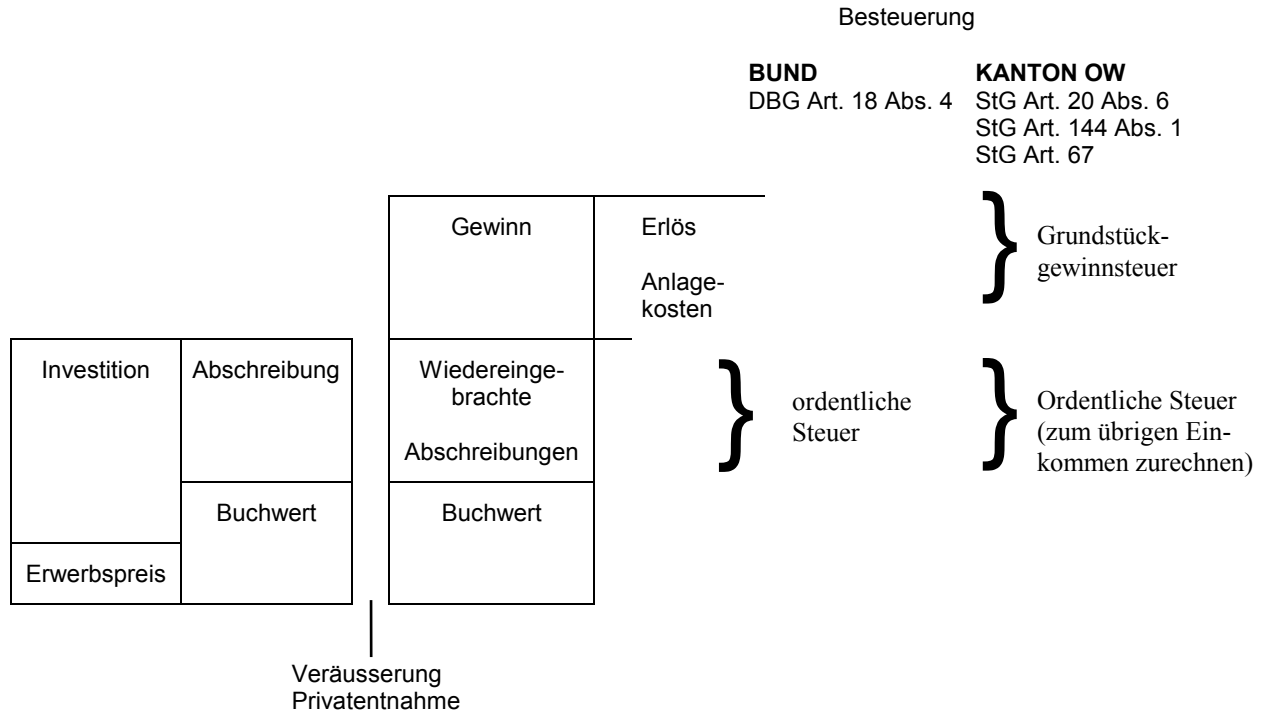 Besteuerung
BUND
KANTON OW
DBG Art. 18 Abs. 4
StG Art. 20 Abs. 6
StG Art. 144 Abs. 1
StG Art. 67
Gewinn
Erlös
Anlage-
kosten
Grundstück-
gewinnsteuer
Investition
Abschreibung
Wiedereinge-
brachte
Abschreibungen
ordentliche
Steuer
Ordentliche Steuer
(zum übrigen Ein-
kommen zurechnen)
Buchwert
Buchwert
Erwerbspreis
Veräusserung
Privatentnahme